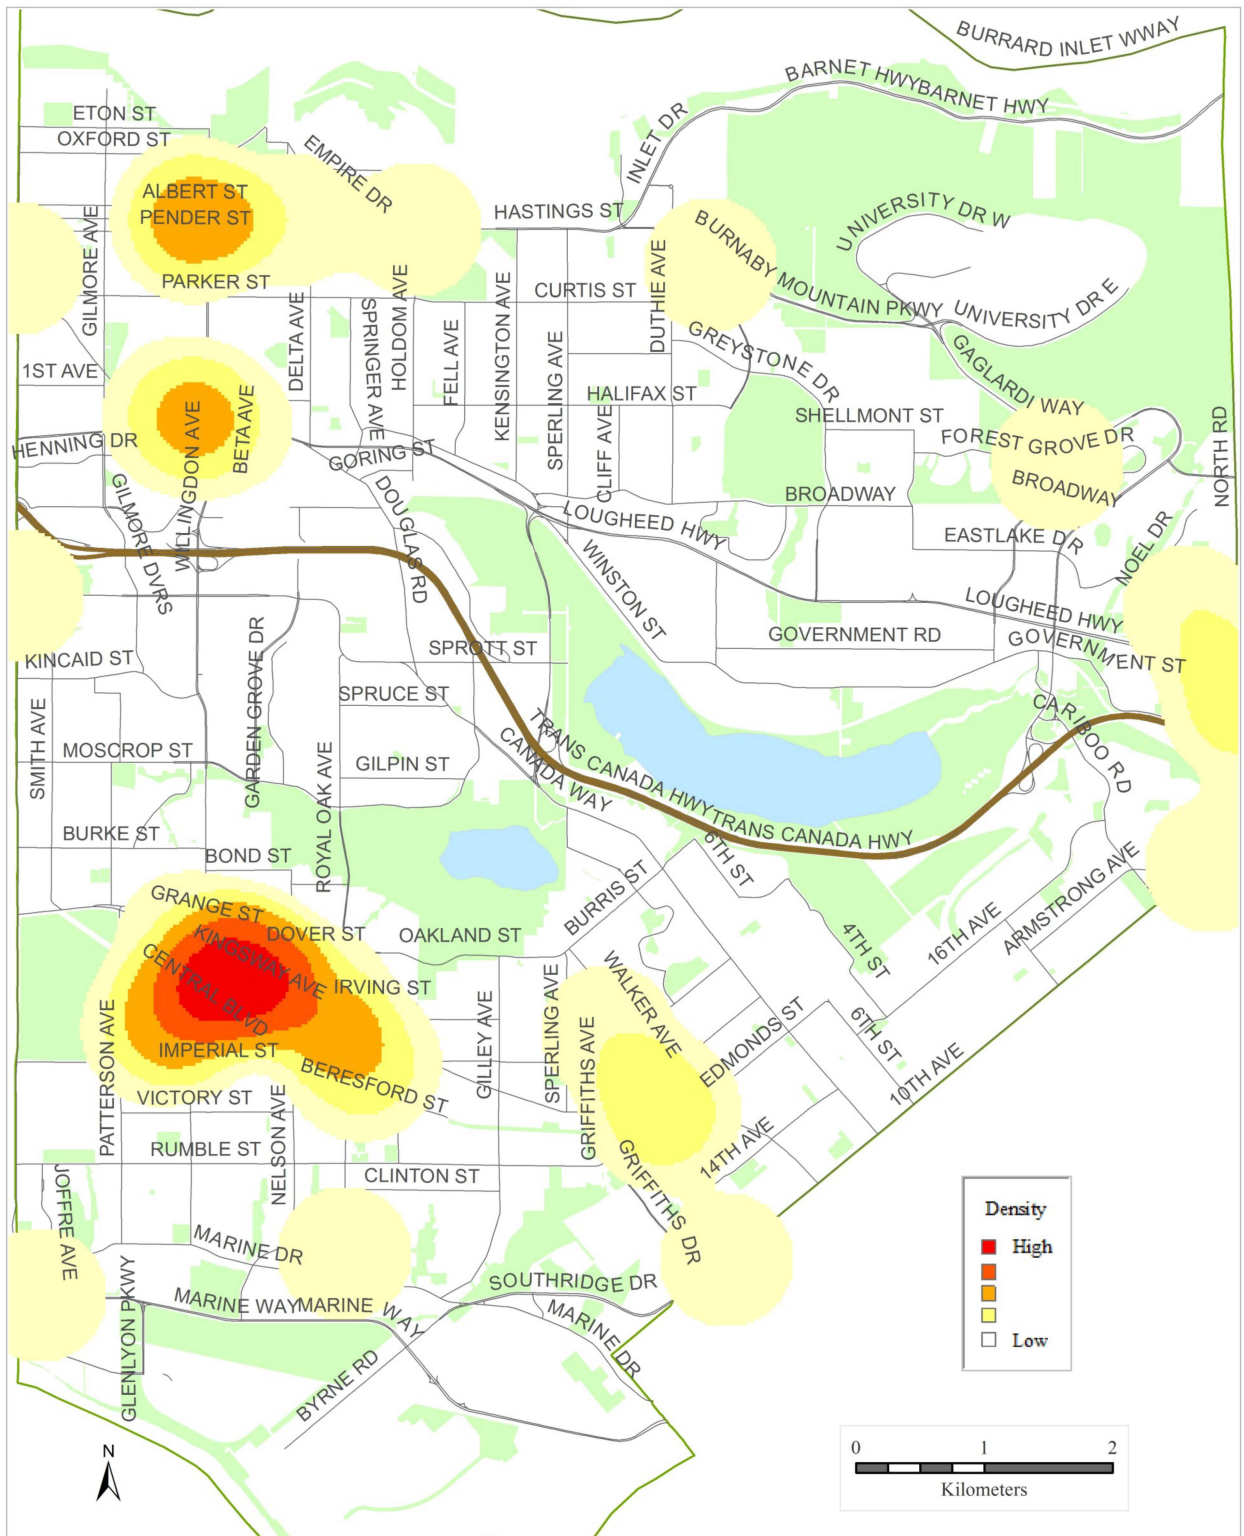 BURRARD INLET WWAY
BARNET HWYBARNET HWY
ETON ST
OXFORD ST
INLET DR
EMPIRE DR
ALBERT ST
PENDER ST
HASTINGS ST
UNIVERSITY DR W
GILMORE AVE
BURNABY MOUNTAIN PKWY
DUTHIE AVE
PARKER ST
CURTIS ST
UNIVERSITY DR E
DELTA AVE
SPRINGER AVE
HOLDOM AVE
FELL AVE
KENSINGTON AVE
SPERLING AVE
GREYSTONE DR
GAGLARDI WAY
1ST AVE
HALIFAX ST
SHELLMONT ST
HENNING DR
WILLINGDON AVE
BETA AVE
GORING ST
CLIFF AVE
FOREST GROVE DR
NORTH RD
BROADWAY
BROADWAY
GILMORE DVRS
DOUGLAS RD
LOUGHEED HWY
EASTLAKE DR
NOEL DR
WINSTON ST
LOUGHEED HWY
GOVERNMENT RD
GOVERNMENT ST
KINCAID ST
GARDEN GROVE DR
SPROTT ST
SPRUCE ST
SMITH AVE
MOSCROP ST
ROYAL OAK AVE
GILPIN ST
TRANS CANADA HWYTRANS CANADA HWY
CANADA WAY
CARIBOO RD
BURKE ST
BOND ST
6TH ST
BURRIS ST
ARMSTRONG AVE
GRANGE ST
DOVER ST
OAKLAND ST
16TH AVE
4TH ST
KINGSWAY AVE
CENTRAL BLVD
IRVING ST
WALKER AVE
PATTERSON AVE
GILLEY AVE
SPERLING AVE
EDMONDS ST
6TH ST
IMPERIAL ST
GRIFFITHS AVE
10TH AVE
BERESFORD ST
VICTORY ST
NELSON AVE
RUMBLE ST
14TH AVE
CLINTON ST
GRIFFITHS DR
JOFFRE AVE
Density
High
Low
MARINE DR
GLENLYON PKWY
SOUTHRIDGE DR
MARINE WAYMARINE WAY
MARINE DR
BYRNE RD
N
0 1 2
Kilometers